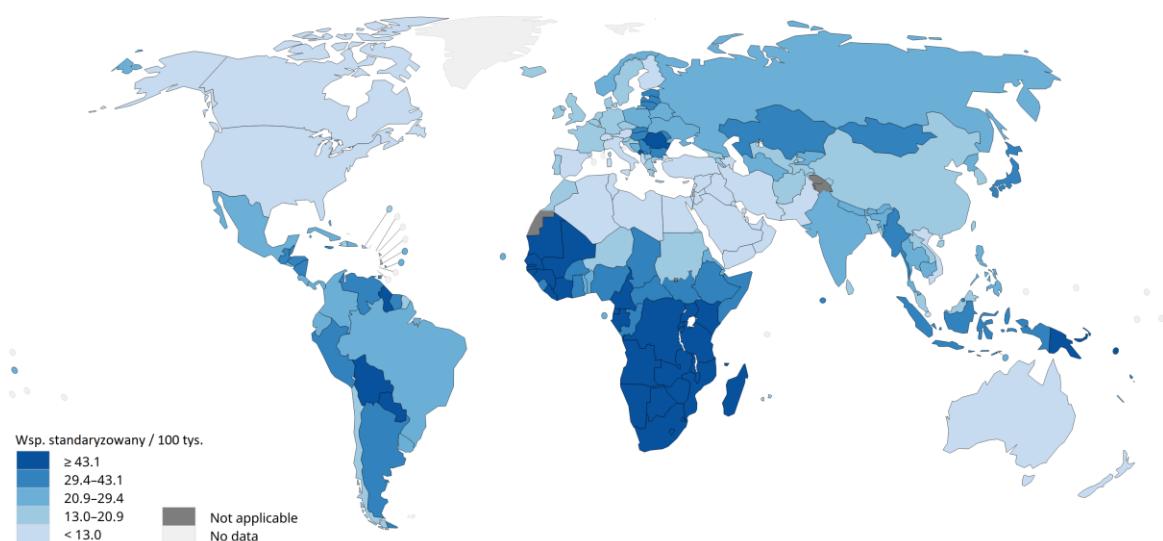 Wsp. standaryzowany / 100 tys.
≥ 43.1
29.4–43.1
20.9–29.4
13.0–20.9
< 13.0
Not applicable
No data